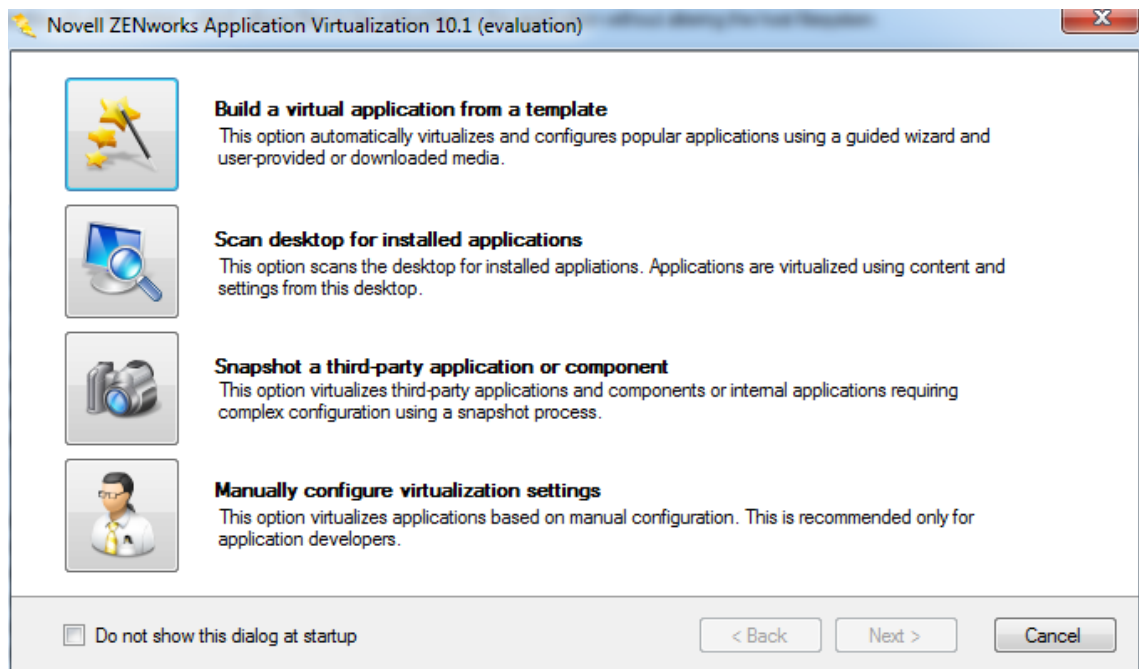 without altering the host filesystem
Novell ZENworks Application Virtualization 10.1 (evaluation)
Build a virtual application from a template
This option automatically virtualizes and configures popular applications using a guided wizard and
user-provided or downloaded media.
Scan desktop for installed applications
This option scans the desktop for installed appliations. Applications are virtualized using content and
settings from this desktop.
Snapshot a third-party application or component
This option virtualizes third-party applications and components or internal applications requiring
complex configuration using a snapshot process.
Manually configure virtualization settings
This option virtualizes applications based on manual configuration. This is recommended only for
application developers.
Do not show this dialog at startup
< Back
Next >
Cancel